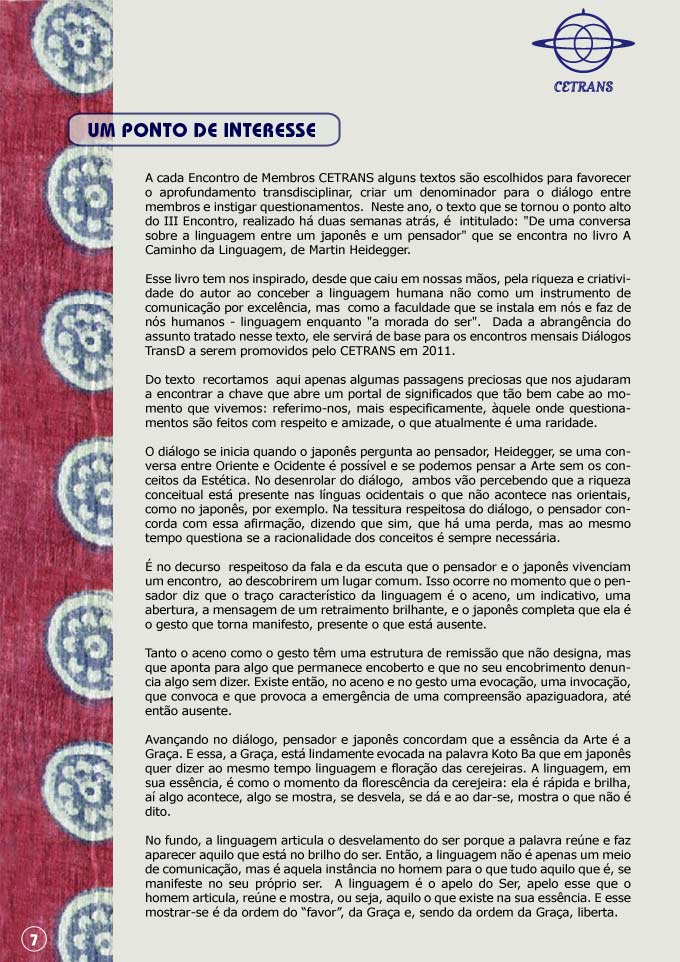 CETRANS
UM PONTO DE INTERESSE
A cada Encontro de Membros CETRANS alguns textos são escolhidos para favorecer
o aprofundamento transdisciplinar, criar um denominador para o diálogo entre
membros e instigar questionamentos.  Neste ano, o texto que se tornou o ponto alto
do III Encontro, realizado há duas semanas atrás, é  intitulado: "De uma conversa
sobre a linguagem entre um japonês e um pensador" que se encontra no livro A
Caminho da Linguagem, de Martin Heidegger.
Esse livro tem nos inspirado, desde que caiu em nossas mãos, pela riqueza e criativi-
dade do autor ao conceber a linguagem humana não como um instrumento de
comunicação por excelência, mas  como a faculdade que se instala em nós e faz de
nós humanos - linguagem enquanto "a morada do ser".  Dada a abrangência do
assunto tratado nesse texto, ele servirá de base para os encontros mensais Diálogos
TransD a serem promovidos pelo CETRANS em 2011.
Do texto  recortamos  aqui apenas algumas passagens preciosas que nos ajudaram
a encontrar a chave que abre um portal de significados que tão bem cabe ao mo-
mento que vivemos: referimo-nos, mais especificamente, àquele onde questiona-
mentos são feitos com respeito e amizade, o que atualmente é uma raridade.
O diálogo se inicia quando o japonês pergunta ao pensador, Heidegger, se uma con-
versa entre Oriente e Ocidente é possível e se podemos pensar a Arte sem os con-
ceitos da Estética. No desenrolar do diálogo,  ambos vão percebendo que a riqueza
conceitual está presente nas línguas ocidentais o que não acontece nas orientais,
como no japonês, por exemplo. Na tessitura respeitosa do diálogo, o pensador con-
corda com essa afirmação, dizendo que sim, que há uma perda, mas ao mesmo
tempo questiona se a racionalidade dos conceitos é sempre necessária.
É no decurso  respeitoso da fala e da escuta que o pensador e o japonês vivenciam
um encontro,  ao descobrirem um lugar comum. Isso ocorre no momento que o pen-
sador diz que o traço característico da linguagem é o aceno, um indicativo, uma
abertura, a mensagem de um retraimento brilhante, e o japonês completa que ela é
o gesto que torna manifesto, presente o que está ausente.
Tanto o aceno como o gesto têm uma estrutura de remissão que não designa, mas
que aponta para algo que permanece encoberto e que no seu encobrimento denun-
cia algo sem dizer. Existe então, no aceno e no gesto uma evocação, uma invocação,
que convoca e que provoca a emergência de uma compreensão apaziguadora, até
então ausente.
Avançando no diálogo, pensador e japonês concordam que a essência da Arte é a
Graça. E essa, a Graça, está lindamente evocada na palavra Koto Ba que em japonês
quer dizer ao mesmo tempo linguagem e floração das cerejeiras. A linguagem, em
sua essência, é como o momento da florescência da cerejeira: ela é rápida e brilha,
aí algo acontece, algo se mostra, se desvela, se dá e ao dar-se, mostra o que não é
dito.
No fundo, a linguagem articula o desvelamento do ser porque a palavra reúne e faz
aparecer aquilo que está no brilho do ser. Então, a linguagem não é apenas um meio
de comunicação, mas é aquela instância no homem para o que tudo aquilo que é, se
manifeste no seu próprio ser.  A linguagem é o apelo do Ser, apelo esse que o
homem articula, reúne e mostra, ou seja, aquilo o que existe na sua essência. E esse
mostrar-se é da ordem do “favor”, da Graça e, sendo da ordem da Graça, liberta.
7